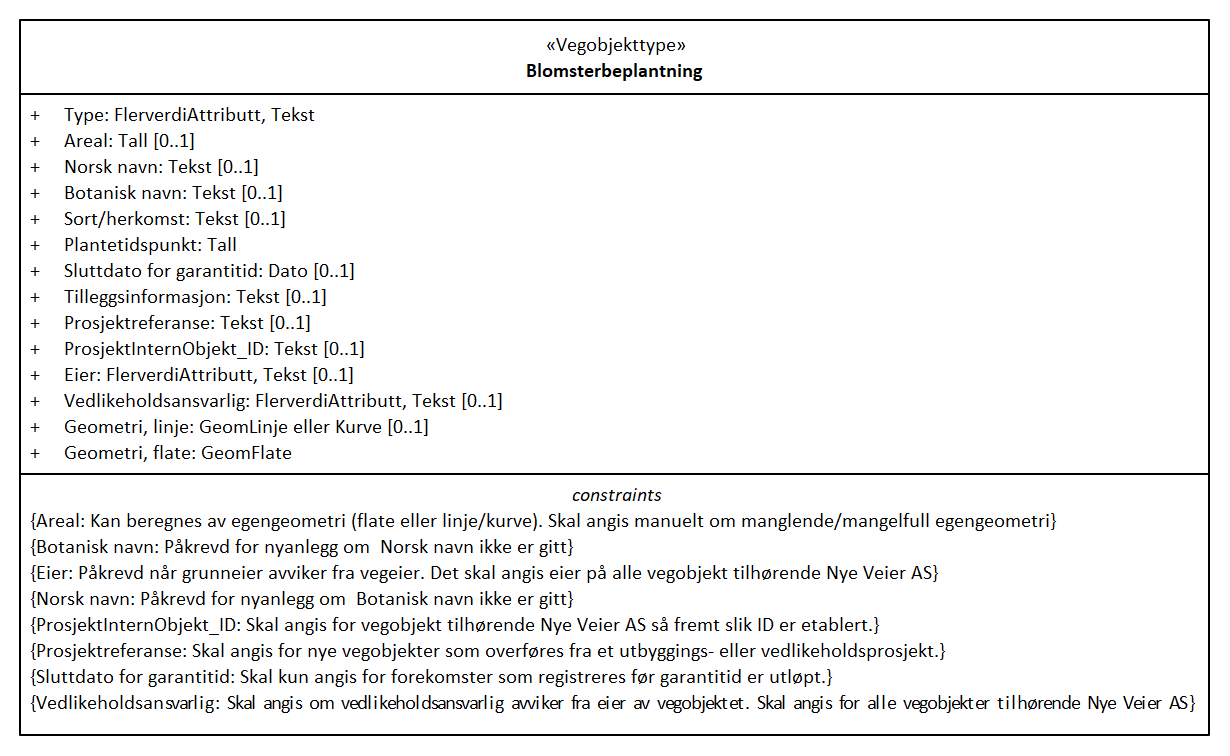 «Vegobjekttype»
Blomsterbeplantning
+ Type: FlerverdiAttributt, Tekst
+ Areal: Tall [0..1]
+ Norsk navn: Tekst [0..1]
+ Botanisk navn: Tekst [0..1]
+ Sort/herkomst: Tekst [0..1]
+ Plantetidspunkt: Tall
+ Sluttdato for garantitid: Dato [0..1]
+ Tilleggsinformasjon: Tekst [0..1]
+ Prosjektreferanse: Tekst [0..1]
+ ProsjektInternObjekt_ID: Tekst [0..1]
+ Eier: FlerverdiAttributt, Tekst [0..1]
+ Vedlikeholdsansvarlig: FlerverdiAttributt, Tekst [0..1]
+ Geometri, linje: GeomLinje eller Kurve [0..1]
+ Geometri, flate: GeomFlate
constraints
{Areal: Kan beregnes av egengeometri (flate eller linje/kurve). Skal angis manuelt om manglende/mangelfull egengeometri}
{Botanisk navn: Påkrevd for nyanlegg om  Norsk navn ikke er gitt}
{Eier: Påkrevd når grunneier avviker fra vegeier. Det skal angis eier på alle vegobjekt tilhørende Nye Veier AS}
{Norsk navn: Påkrevd for nyanlegg om  Botanisk navn ikke er gitt}
{ProsjektInternObjekt_ID: Skal angis for vegobjekt tilhørende Nye Veier AS så fremt slik ID er etablert.}
{Prosjektreferanse: Skal angis for nye vegobjekter som overføres fra et utbyggings- eller vedlikeholdsprosjekt.}
{Sluttdato for garantitid: Skal kun angis for forekomster som registreres før garantitid er utløpt.}
{Vedlikeholdsansvarlig: Skal angis om vedlikeholdsansvarlig avviker fra eier av vegobjektet. Skal angis for alle vegobjekter tilhørende Nye Veier AS}